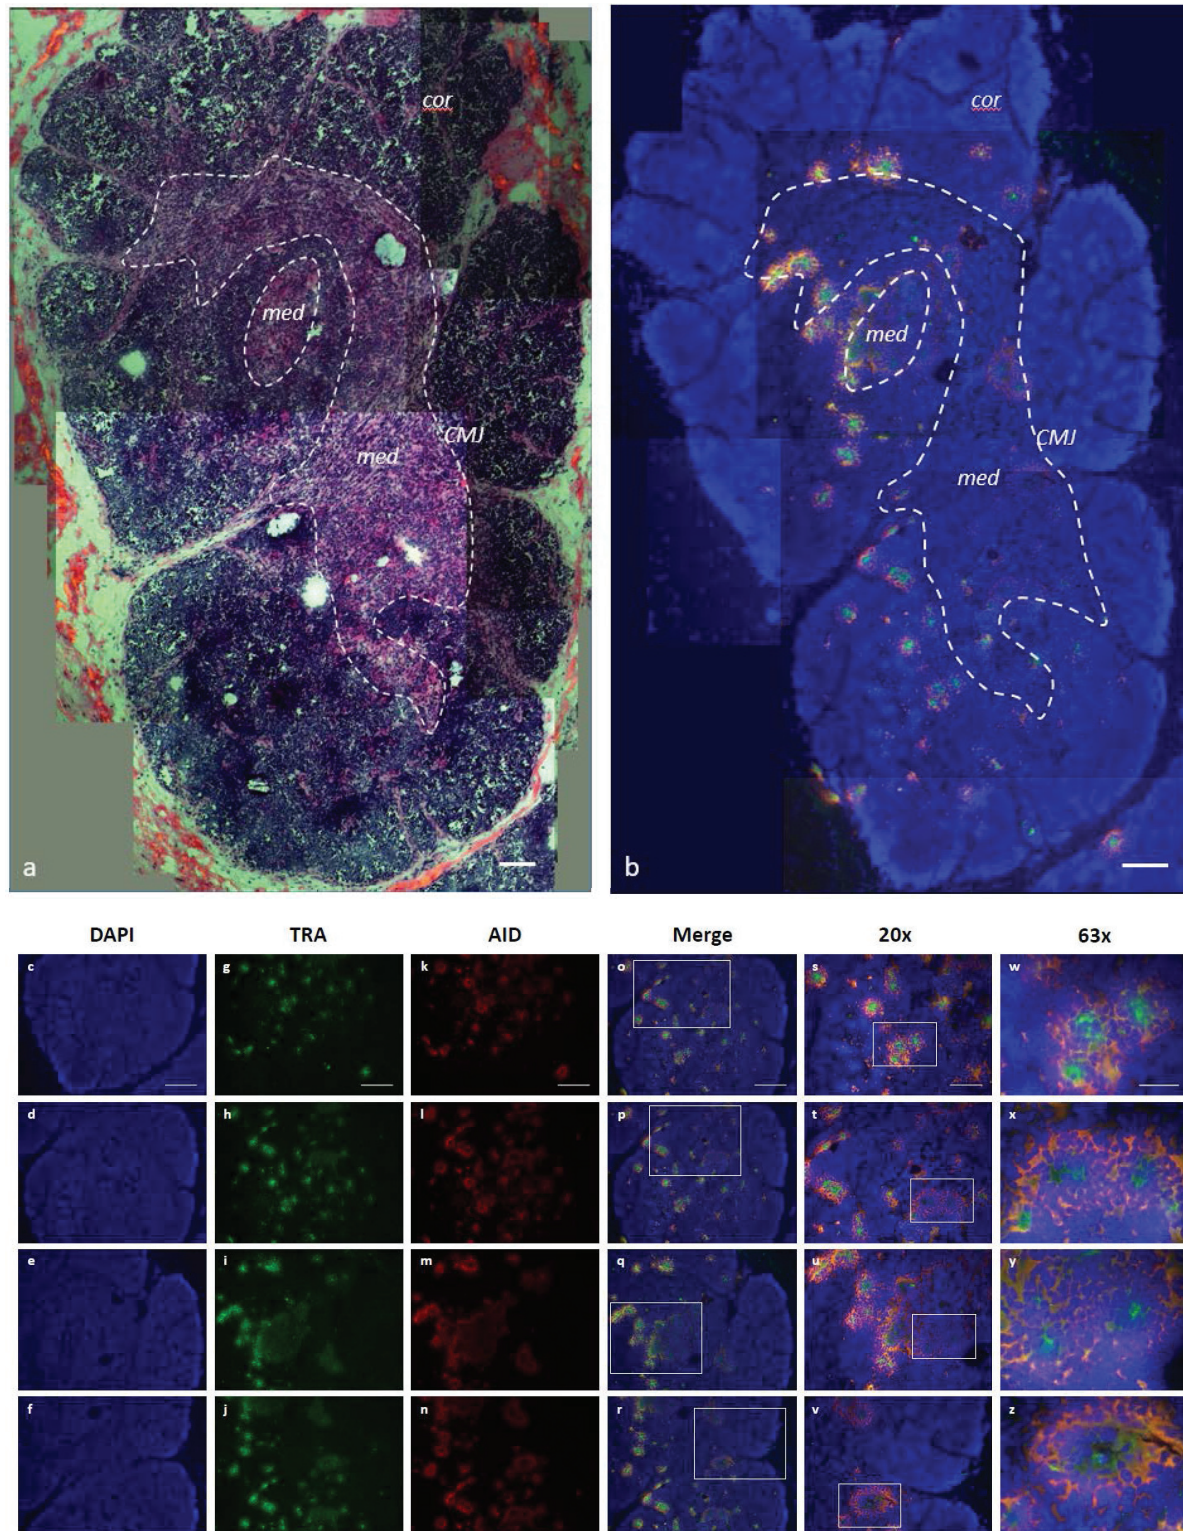 cor
med
CMJ
med
a
cor
med
CMJ
med
b
DAPI TRA AID Merge 20x 63x
c g k o s w
d h l p t x
e i m q u y
f j n r v z